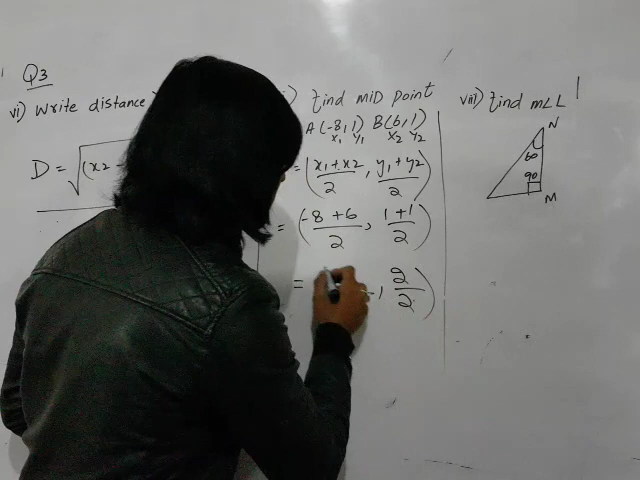 Q3
vi) Write distance
D = √(x2 -
) find MID point
A(-8,1) B(6,1)
x1 y1 x2 y2
= (x1+x2/2, y1+y2/2)
= (-8+6/2, 1+1/2)
= , 2/2)
viii) find m∠L
N
60
90
M